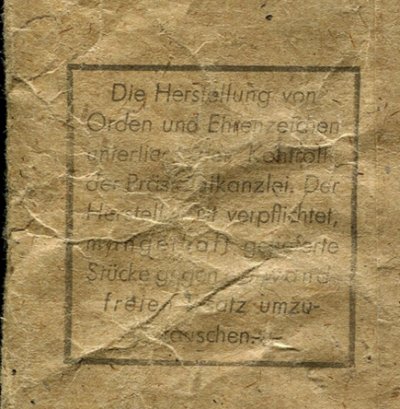 Die Herstellung von
Orden und Ehrenzeichen
unterliegt der Kontrolle
der Präsidialkanzlei. Der
Hersteller ist verpflichtet,
mangelhaft gelieferte
Stücke gegen einwand-
freien Ersatz umzu-
tauschen.